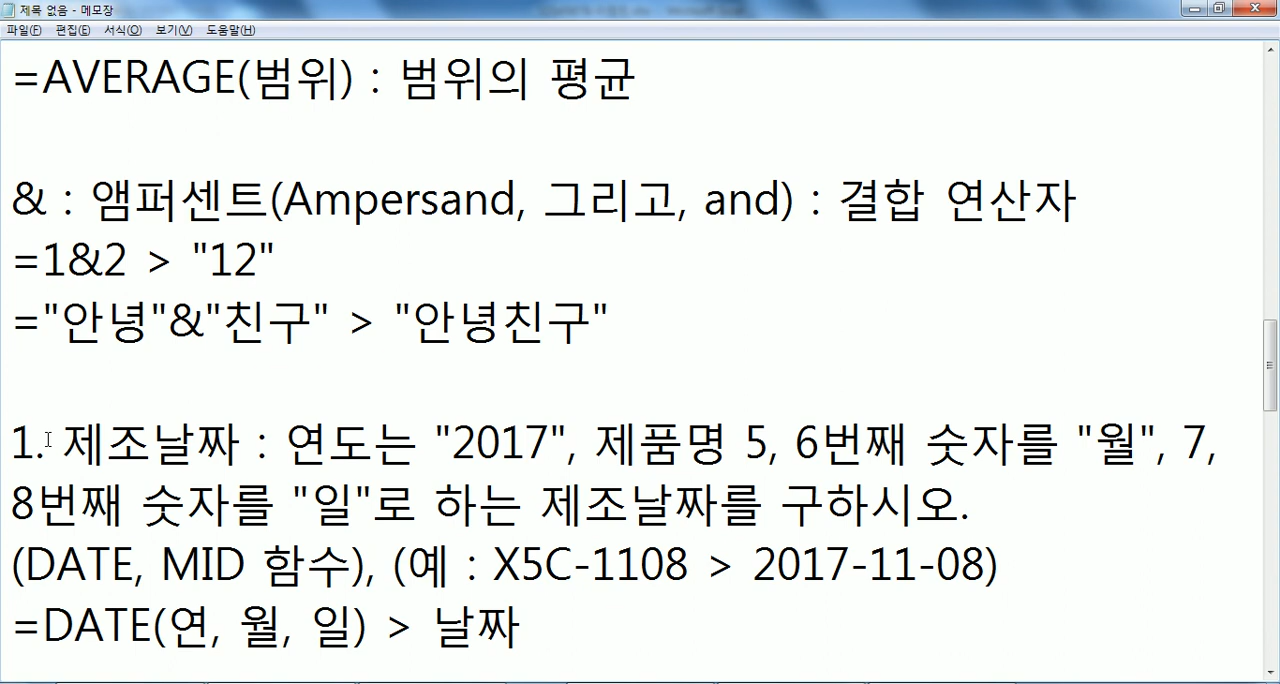 제목 없음 - 메모장
파일(F) 편집(E) 서식(O) 보기(V) 도움말(H)
=AVERAGE(범위) : 범위의 평균
& : 앰퍼센트(Ampersand, 그리고, and) : 결합 연산자
=1&2 > "12"
="안녕"&"친구" > "안녕친구"
1. 제조날짜 : 연도는 "2017", 제품명 5, 6번째 숫자를 "월", 7,
8번째 숫자를 "일"로 하는 제조날짜를 구하시오.
(DATE, MID 함수), (예 : X5C-1108 > 2017-11-08)
=DATE(연, 월, 일) > 날짜